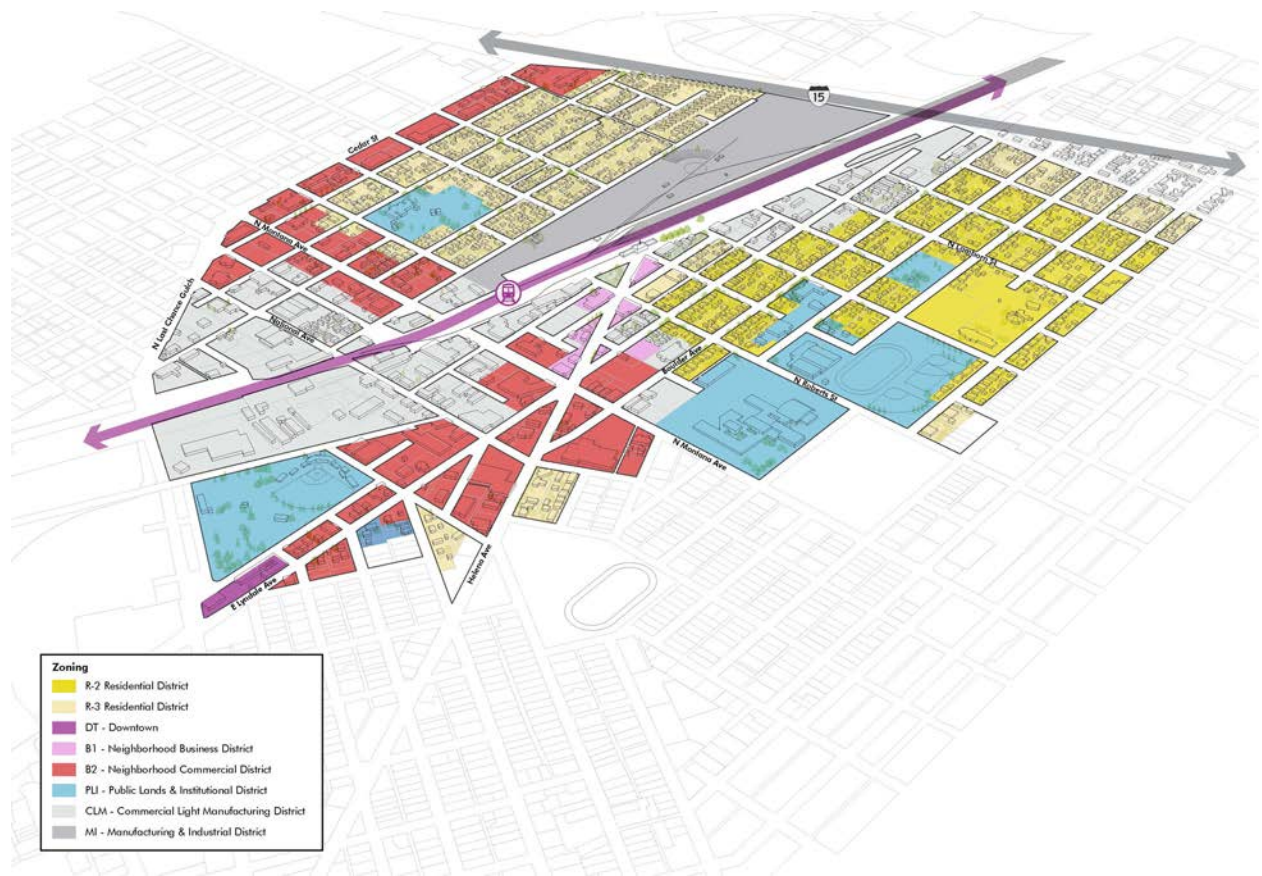 15
Cedar St
N Montana Ave
N Last Chance Gulch
National Ave
N Lamborn St
Boulder Ave
N Roberts St
N Montana Ave
Helena Ave
E Lyndale Ave
Zoning
R-2 Residential District
R-3 Residential District
DT - Downtown
B1 - Neighborhood Business District
B2 - Neighborhood Commercial District
PLI - Public Lands & Institutional District
CLM - Commercial Light Manufacturing District
MI - Manufacturing & Industrial District